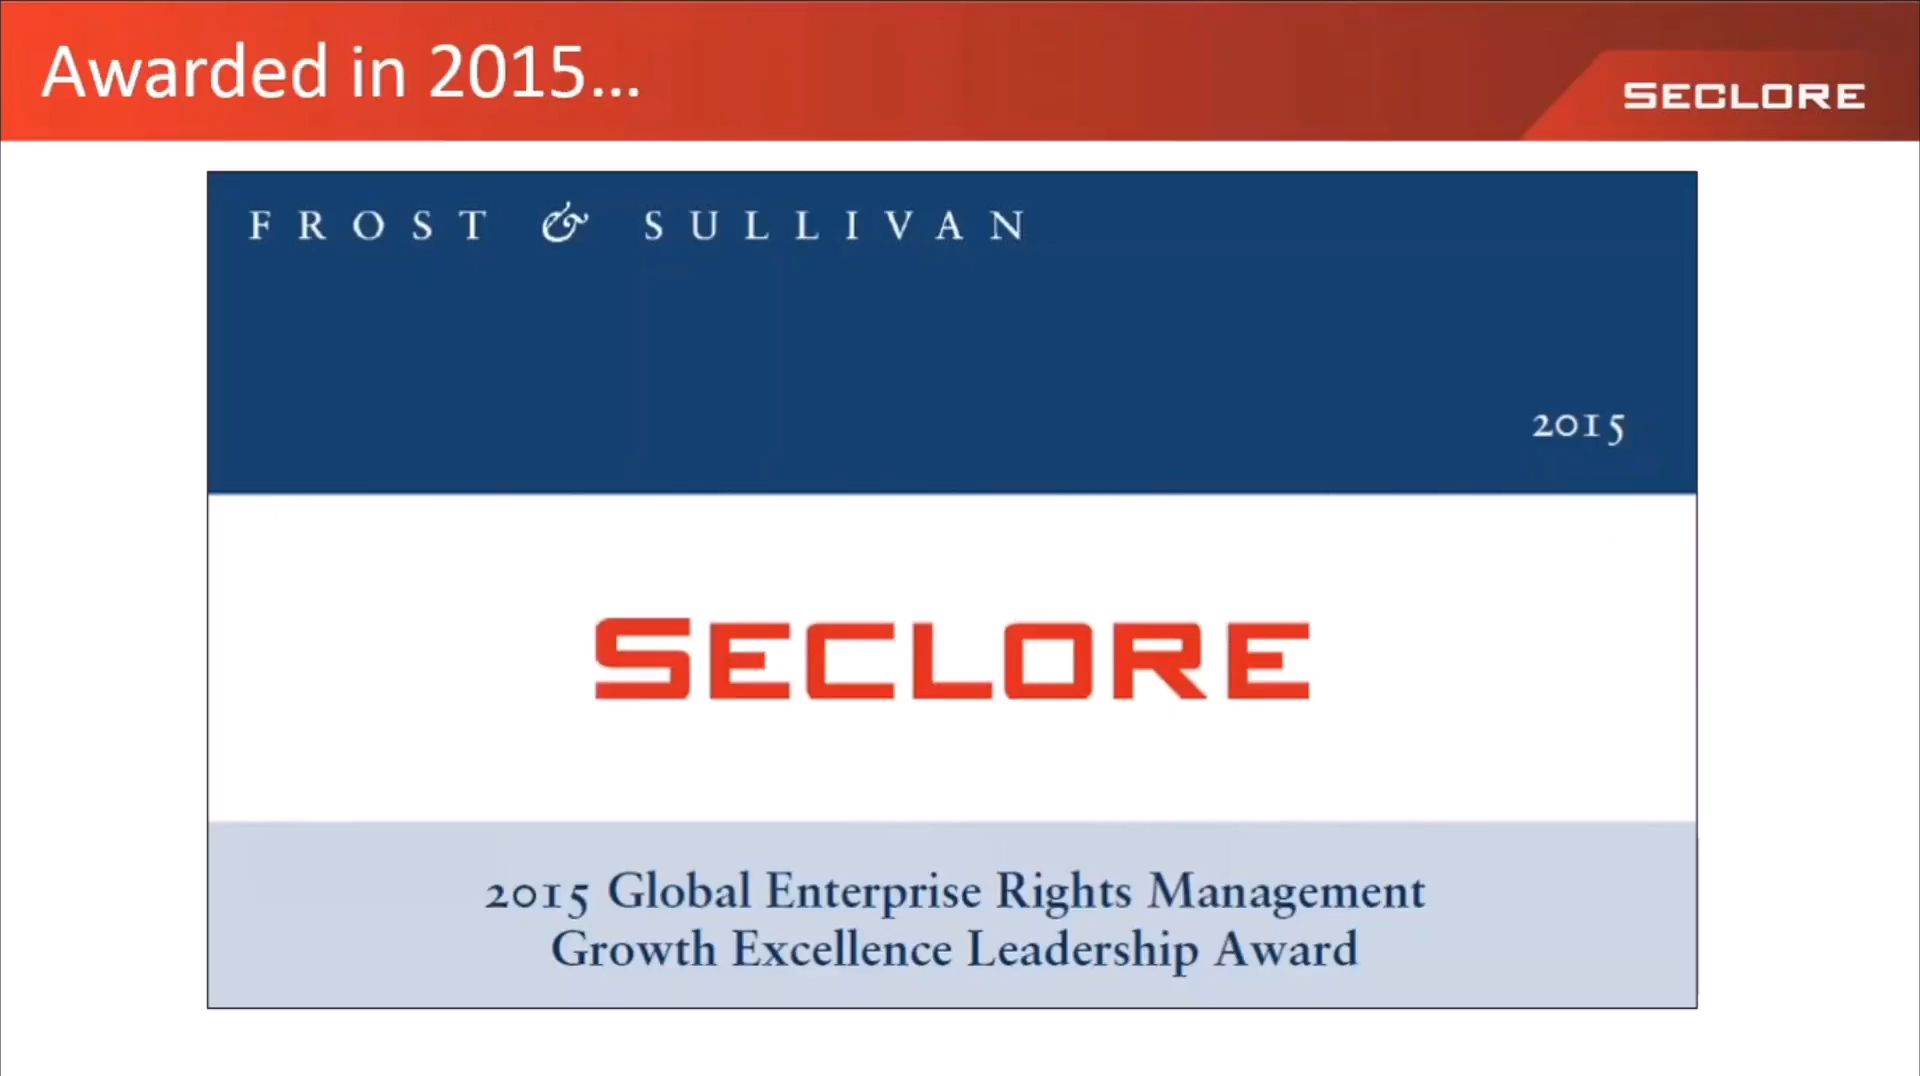 Awarded in 2015...
SECLORE
FROST & SULLIVAN
2015
SECLORE
2015 Global Enterprise Rights Management
Growth Excellence Leadership Award